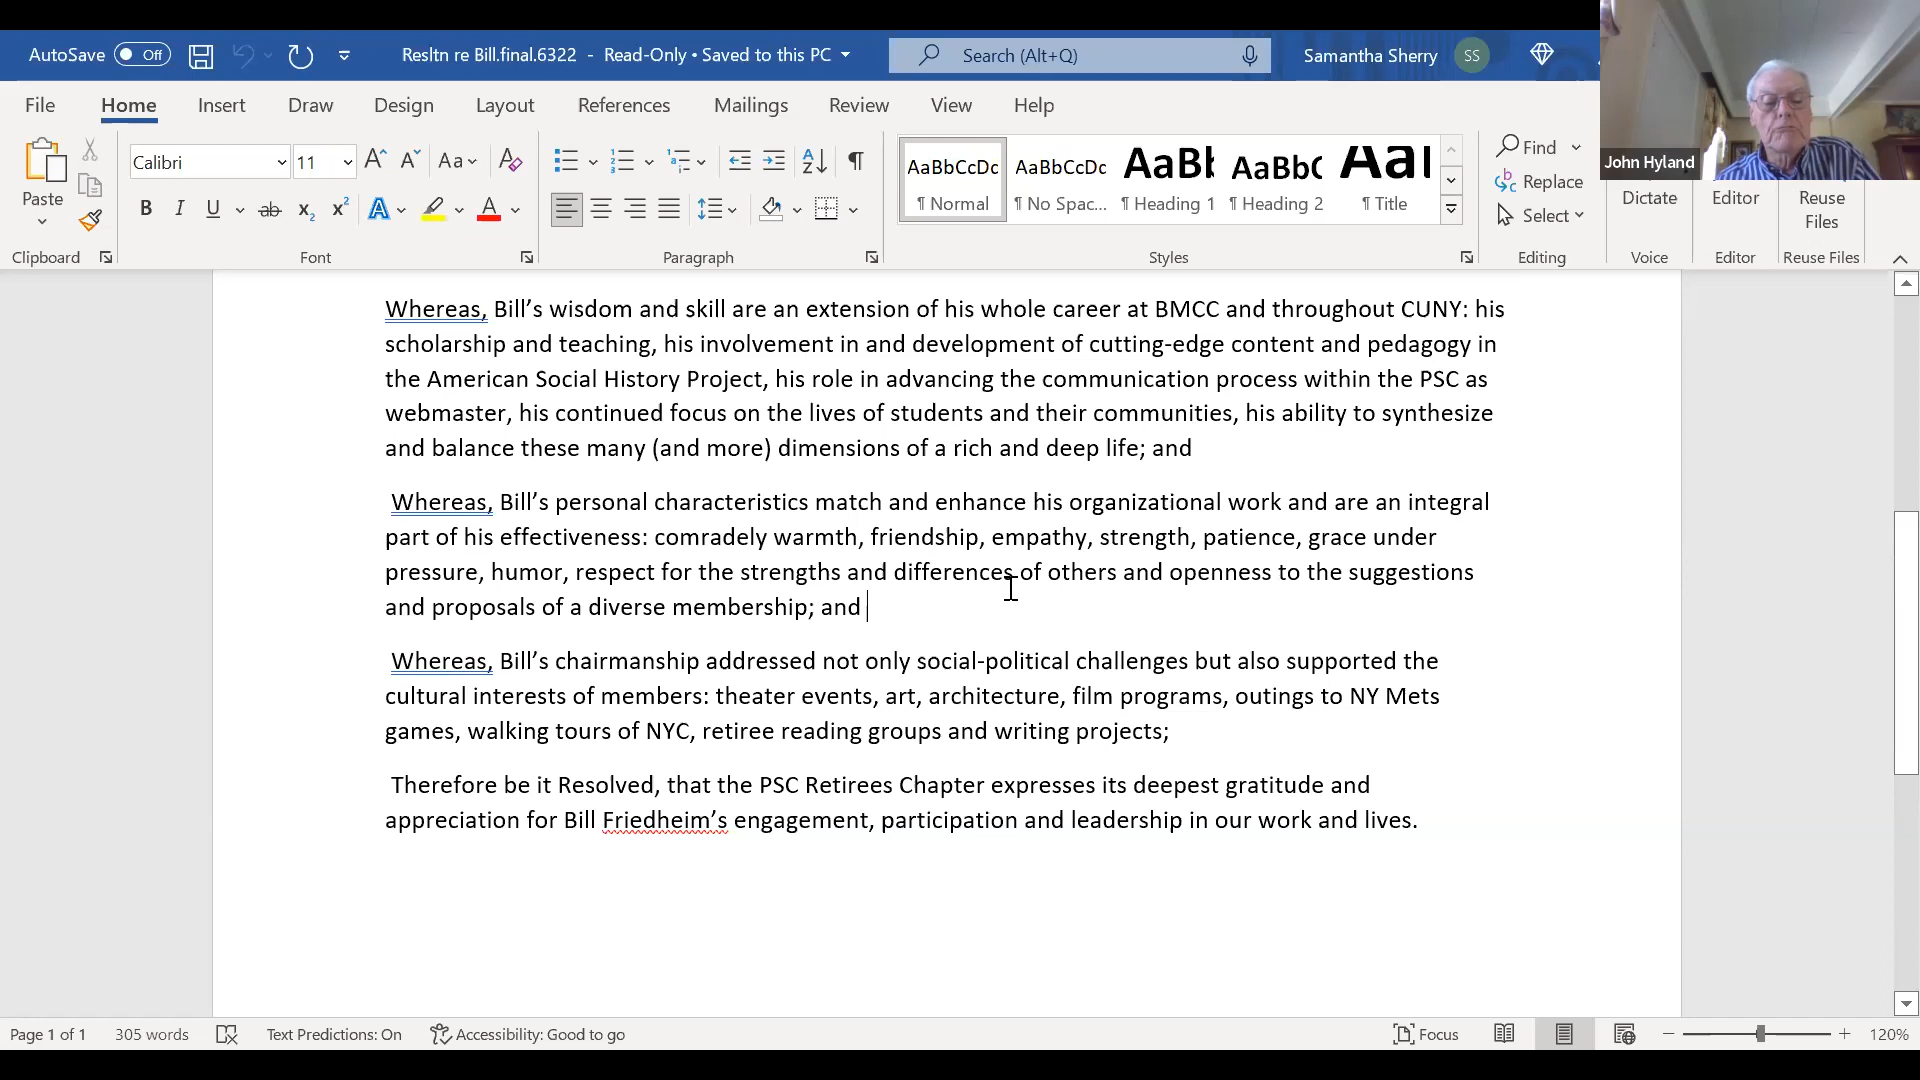 AutoSave Off Resltn re Bill.final.6322 - Read-Only • Saved to this PC Search (Alt+Q) Samantha Sherry SS
File Home Insert Draw Design Layout References Mailings Review View Help
John Hyland
Paste
Clipboard
Calibri 11
Font
Paragraph
AaBbCcDc AaBbCcDc AaBb AaBbC Aa
¶ Normal ¶ No Spac... ¶ Heading 1 ¶ Heading 2 ¶ Title
Styles
Find
Replace
Select
Editing
Dictate
Voice
Editor
Editor
Reuse
Files
Reuse Files
Whereas, Bill’s wisdom and skill are an extension of his whole career at BMCC and throughout CUNY: his
scholarship and teaching, his involvement in and development of cutting-edge content and pedagogy in
the American Social History Project, his role in advancing the communication process within the PSC as
webmaster, his continued focus on the lives of students and their communities, his ability to synthesize
and balance these many (and more) dimensions of a rich and deep life; and
Whereas, Bill’s personal characteristics match and enhance his organizational work and are an integral
part of his effectiveness: comradely warmth, friendship, empathy, strength, patience, grace under
pressure, humor, respect for the strengths and differences of others and openness to the suggestions
and proposals of a diverse membership; and
Whereas, Bill’s chairmanship addressed not only social-political challenges but also supported the
cultural interests of members: theater events, art, architecture, film programs, outings to NY Mets
games, walking tours of NYC, retiree reading groups and writing projects;
Therefore be it Resolved, that the PSC Retirees Chapter expresses its deepest gratitude and
appreciation for Bill Friedheim’s engagement, participation and leadership in our work and lives.
Page 1 of 1 305 words Text Predictions: On Accessibility: Good to go Focus 120%